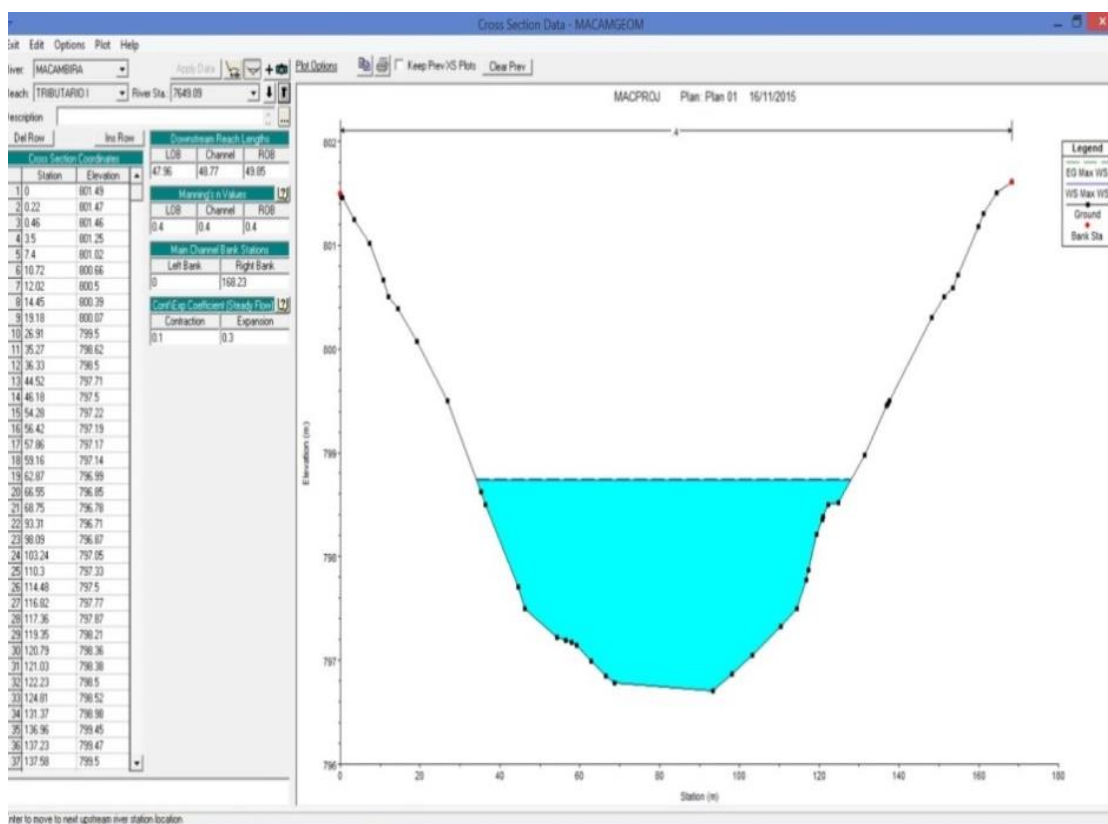 Cross Section Data - MACAMGEOM
Exit Edit Options Plot Help
River: MACAMBIRA Apply Data Plot Options Keep Prev XS Plots Clear Prev
Reach: TRIBUTARIO I River Sta.: 7649.09
Description ...
Del Row Ins Row
Cross Section Coordinates
Station Elevation
1 0 801.49
2 0.22 801.47
3 0.46 801.46
4 3.5 801.25
5 7.4 801.02
6 10.72 800.66
7 12.02 800.5
8 14.45 800.39
9 19.18 800.07
10 26.91 799.5
11 35.27 798.62
12 36.33 798.5
13 44.52 797.71
14 46.18 797.5
15 54.28 797.22
16 56.42 797.19
17 57.86 797.17
18 59.16 797.14
19 62.87 796.99
20 66.55 796.85
21 68.75 796.78
22 93.31 796.71
23 98.09 796.87
24 103.24 797.05
25 110.3 797.33
26 114.48 797.5
27 116.82 797.77
28 117.36 797.87
29 119.35 798.21
30 120.79 798.36
31 121.03 798.38
32 122.23 798.5
33 124.81 798.52
34 131.37 798.98
35 136.96 799.45
36 137.23 799.47
37 137.58 799.5
Downstream Reach Lengths
LOB Channel ROB
47.96 48.77 49.85
Manning's n Values ?
LOB Channel ROB
0.4 0.4 0.4
Main Channel Bank Stations
Left Bank Right Bank
0 168.23
Cont\Exp Coefficient (Steady Flow) ?
Contraction Expansion
0.1 0.3
MACPROJ Plan: Plan 01 16/11/2015
.4
802
801
800
799
798
797
796
Elevation (m)
0 20 40 60 80 100 120 140 160 180
Station (m)
Legend
EG Max WS
WS Max WS
Ground
Bank Sta
Enter to move to next upstream river station location